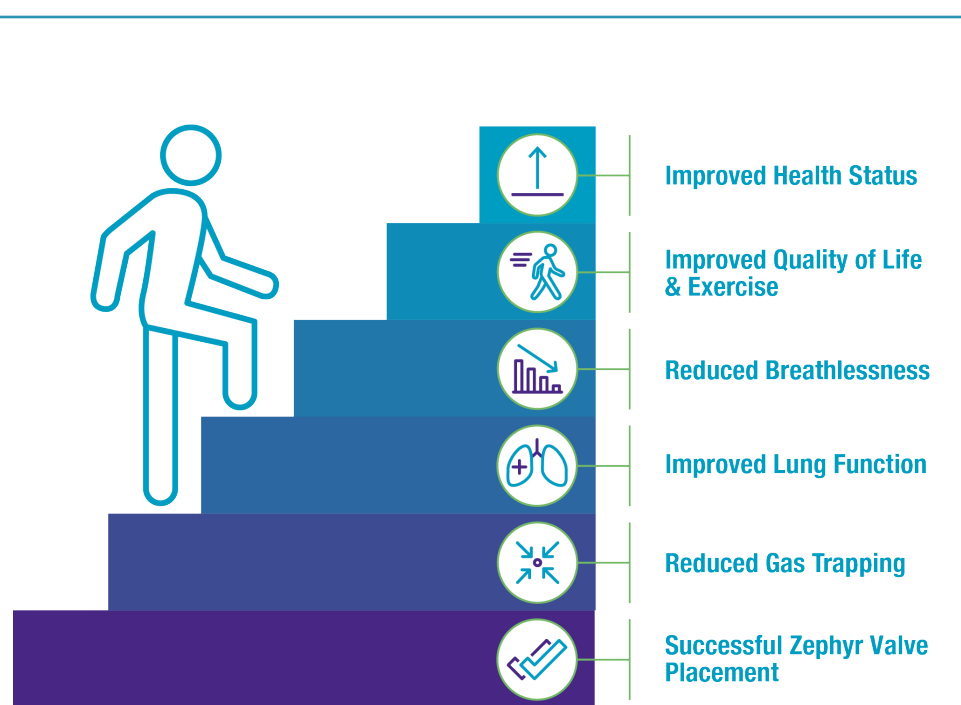 Improved Health Status
Improved Quality of Life
& Exercise
Reduced Breathlessness
Improved Lung Function
Reduced Gas Trapping
Successful Zephyr Valve
Placement